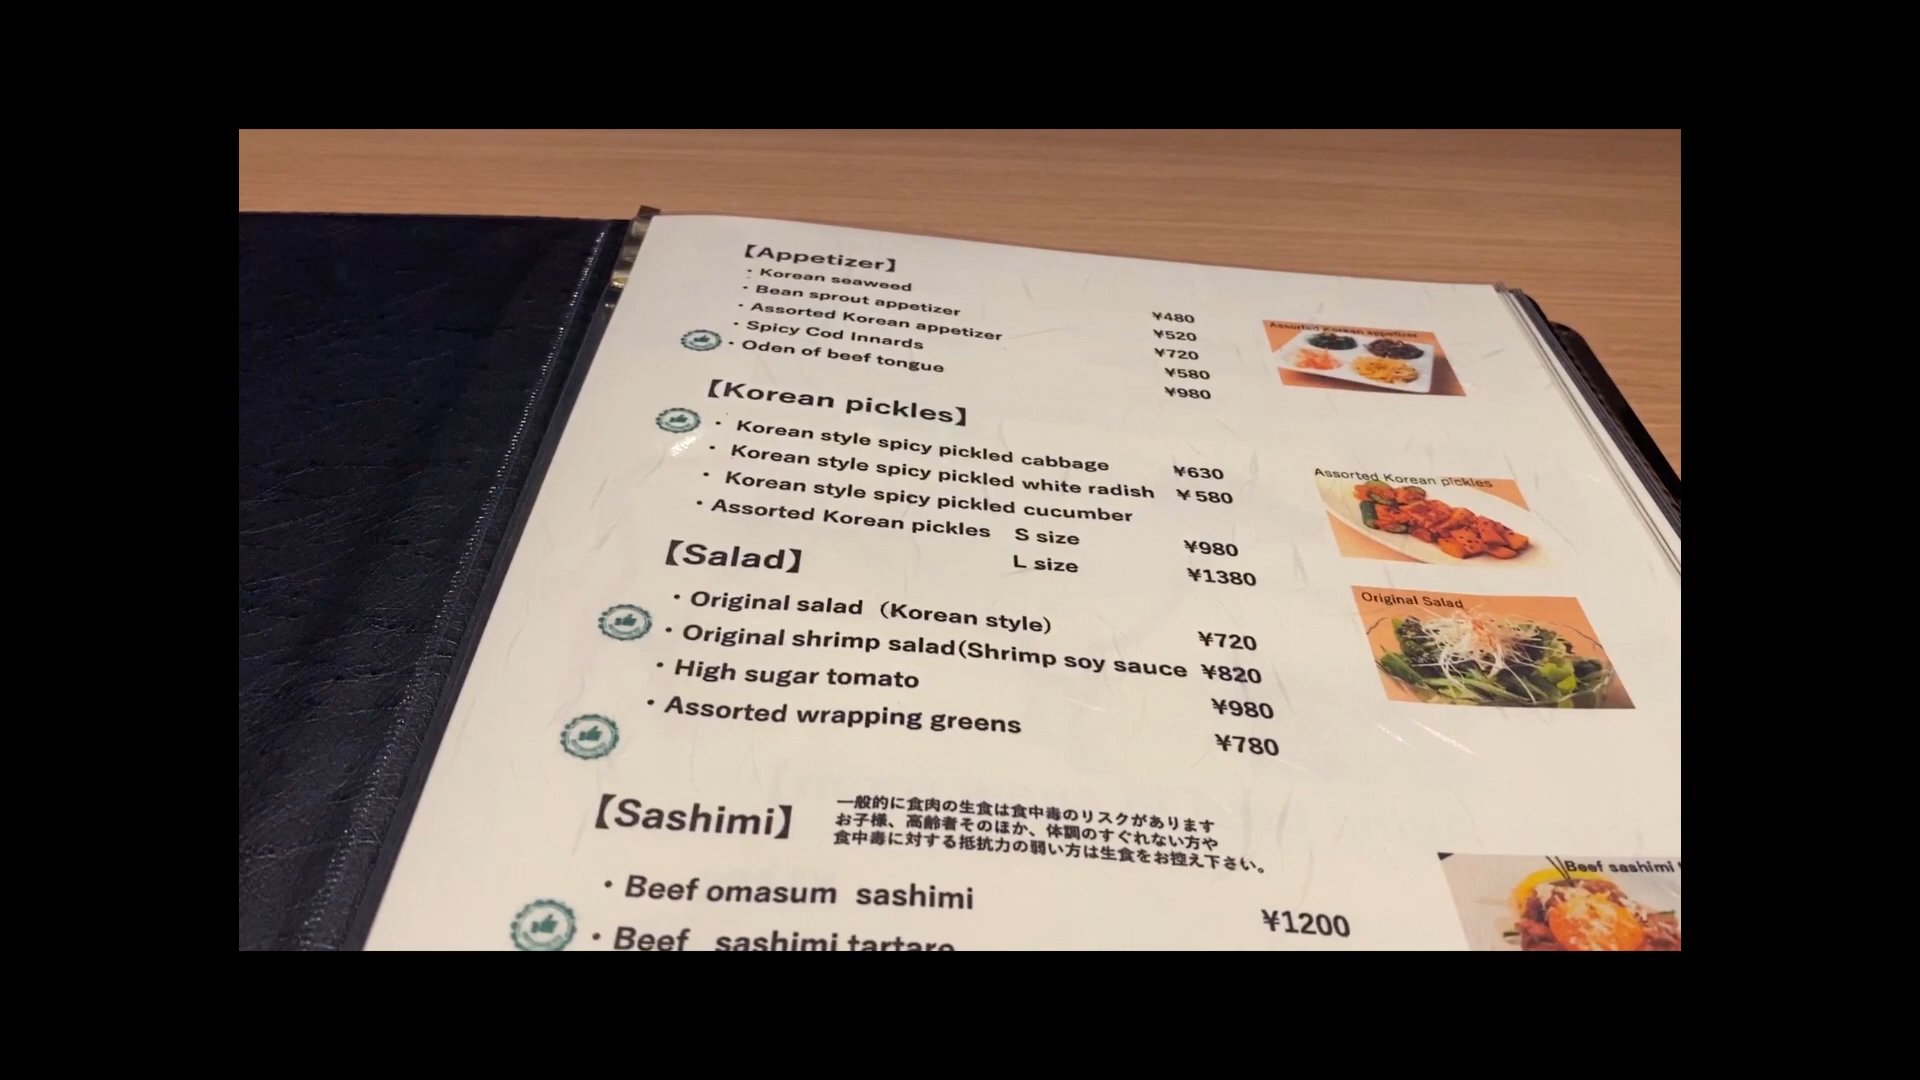 【Appetizer】
・Korean seaweed ¥480
・Bean sprout appetizer ¥520
・Assorted Korean appetizer ¥720
・Spicy Cod Innards ¥580
・Oden of beef tongue ¥980
Assorted Korean appetizer
【Korean pickles】
・Korean style spicy pickled cabbage ¥630
・Korean style spicy pickled white radish ¥580
・Korean style spicy pickled cucumber
・Assorted Korean pickles S size ¥980
L size ¥1380
Assorted Korean pickles
【Salad】
・Original salad (Korean style) ¥720
・Original shrimp salad(Shrimp soy sauce ¥820
・High sugar tomato ¥980
・Assorted wrapping greens ¥780
Original Salad
【Sashimi】
一般的に食肉の生食は食中毒のリスクがあります
お子様、高齢者そのほか、体調のすぐれない方や
食中毒に対する抵抗力の弱い方は生食をお控え下さい。
・Beef omasum sashimi ¥1200
・Beef sashimi tartare
Beef sashimi